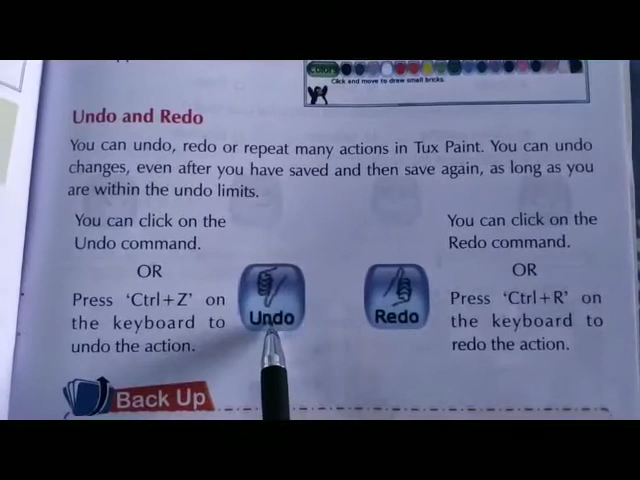 Colors
Click and move to draw small bricks.
Undo and Redo
You can undo, redo or repeat many actions in Tux Paint. You can undo
changes, even after you have saved and then save again, as long as you
are within the undo limits.
You can click on the
Undo command.
OR
Press ‘Ctrl+Z’ on
the keyboard to
undo the action.
Undo
Redo
You can click on the
Redo command.
OR
Press ‘Ctrl+R’ on
the keyboard to
redo the action.
Back Up